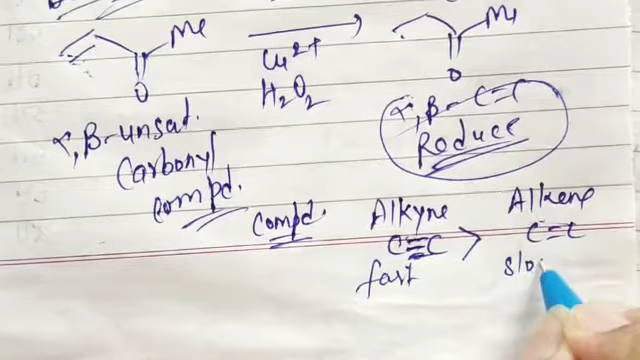 Me
Me
Cu2+
H2O2
O
O
α,β-unsat.
Carbonyl
compd.
α,β-C=C
Reduce
Compd.
Alkyne
Alkene
C≡C > C=C
fast
slo